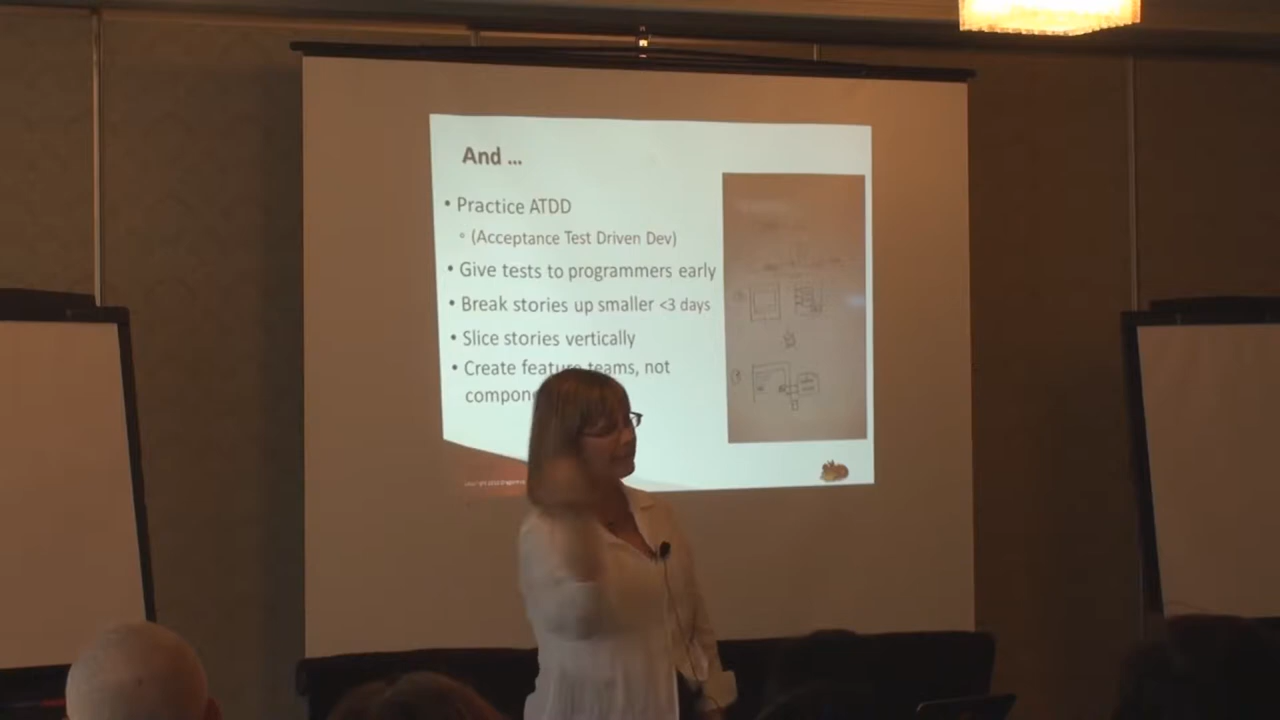 And ...
• Practice ATDD
◦ (Acceptance Test Driven Dev)
• Give tests to programmers early
• Break stories up smaller <3 days
• Slice stories vertically
• Create feature teams, not